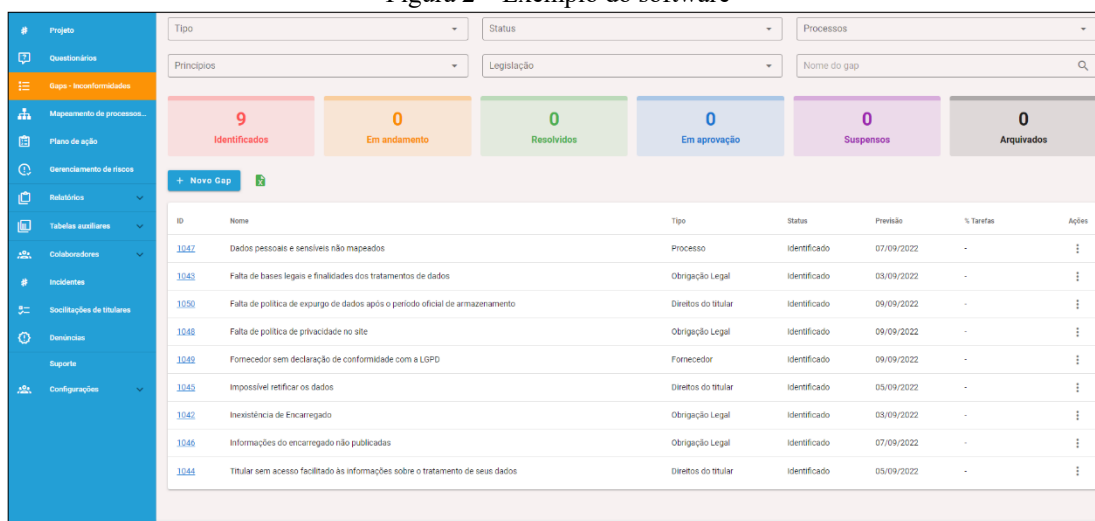 Figura 2 – Exemplo do software
# Projeto
Questionários
Gaps - Inconformidades
Mapeamento de processos...
Plano de ação
Gerenciamento de riscos
Relatórios
Tabelas auxiliares
Colaboradores
# Incidentes
Socilitações de titulares
Denúncias
Suporte
Configurações
Tipo Status Processos
Princípios Legislação Nome do gap
9 0 0 0 0 0
Identificados Em andamento Resolvidos Em aprovação Suspensos Arquivados
+ Novo Gap
ID Nome Tipo Status Previsão % Tarefas Ações
1047 Dados pessoais e sensíveis não mapeados Processo Identificado 07/09/2022 -
1043 Falta de bases legais e finalidades dos tratamentos de dados Obrigação Legal Identificado 03/09/2022 -
1050 Falta de política de expurgo de dados após o período oficial de armazenamento Direitos do titular Identificado 09/09/2022 -
1048 Falta de política de privacidade no site Obrigação Legal Identificado 09/09/2022 -
1049 Fornecedor sem declaração de conformidade com a LGPD Fornecedor Identificado 09/09/2022 -
1045 Impossível retificar os dados. Direitos do titular Identificado 05/09/2022 -
1042 Inexistência de Encarregado Obrigação Legal Identificado 03/09/2022 -
1046 Informações do encarregado não publicadas Obrigação Legal Identificado 07/09/2022 -
1044 Titular sem acesso facilitado às informações sobre o tratamento de seus dados Direitos do titular Identificado 05/09/2022 -